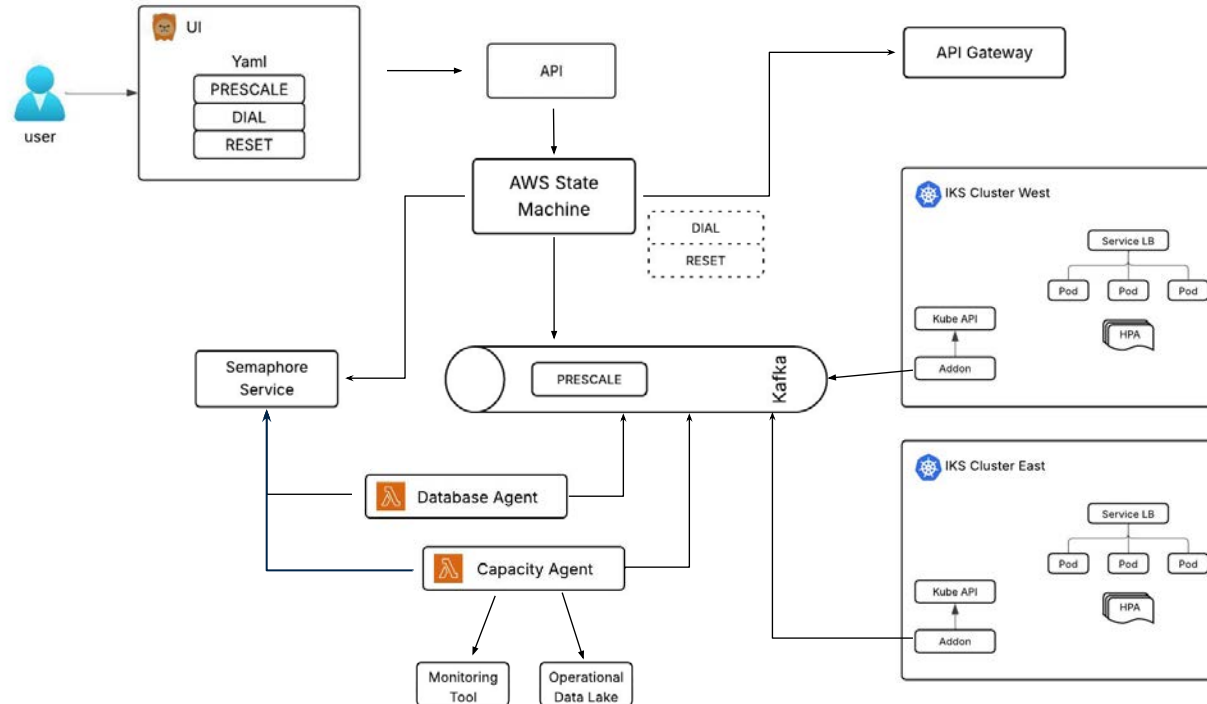 UI
Yaml
PRESCALE
DIAL
RESET
user
API
API Gateway
AWS State
Machine
DIAL
RESET
Semaphore
Service
PRESCALE
Kafka
Database Agent
Capacity Agent
Monitoring
Tool
Operational
Data Lake
IKS Cluster West
Service LB
Pod
Pod
Pod
HPA
Kube API
Addon
IKS Cluster East
Service LB
Pod
Pod
Pod
HPA
Kube API
Addon